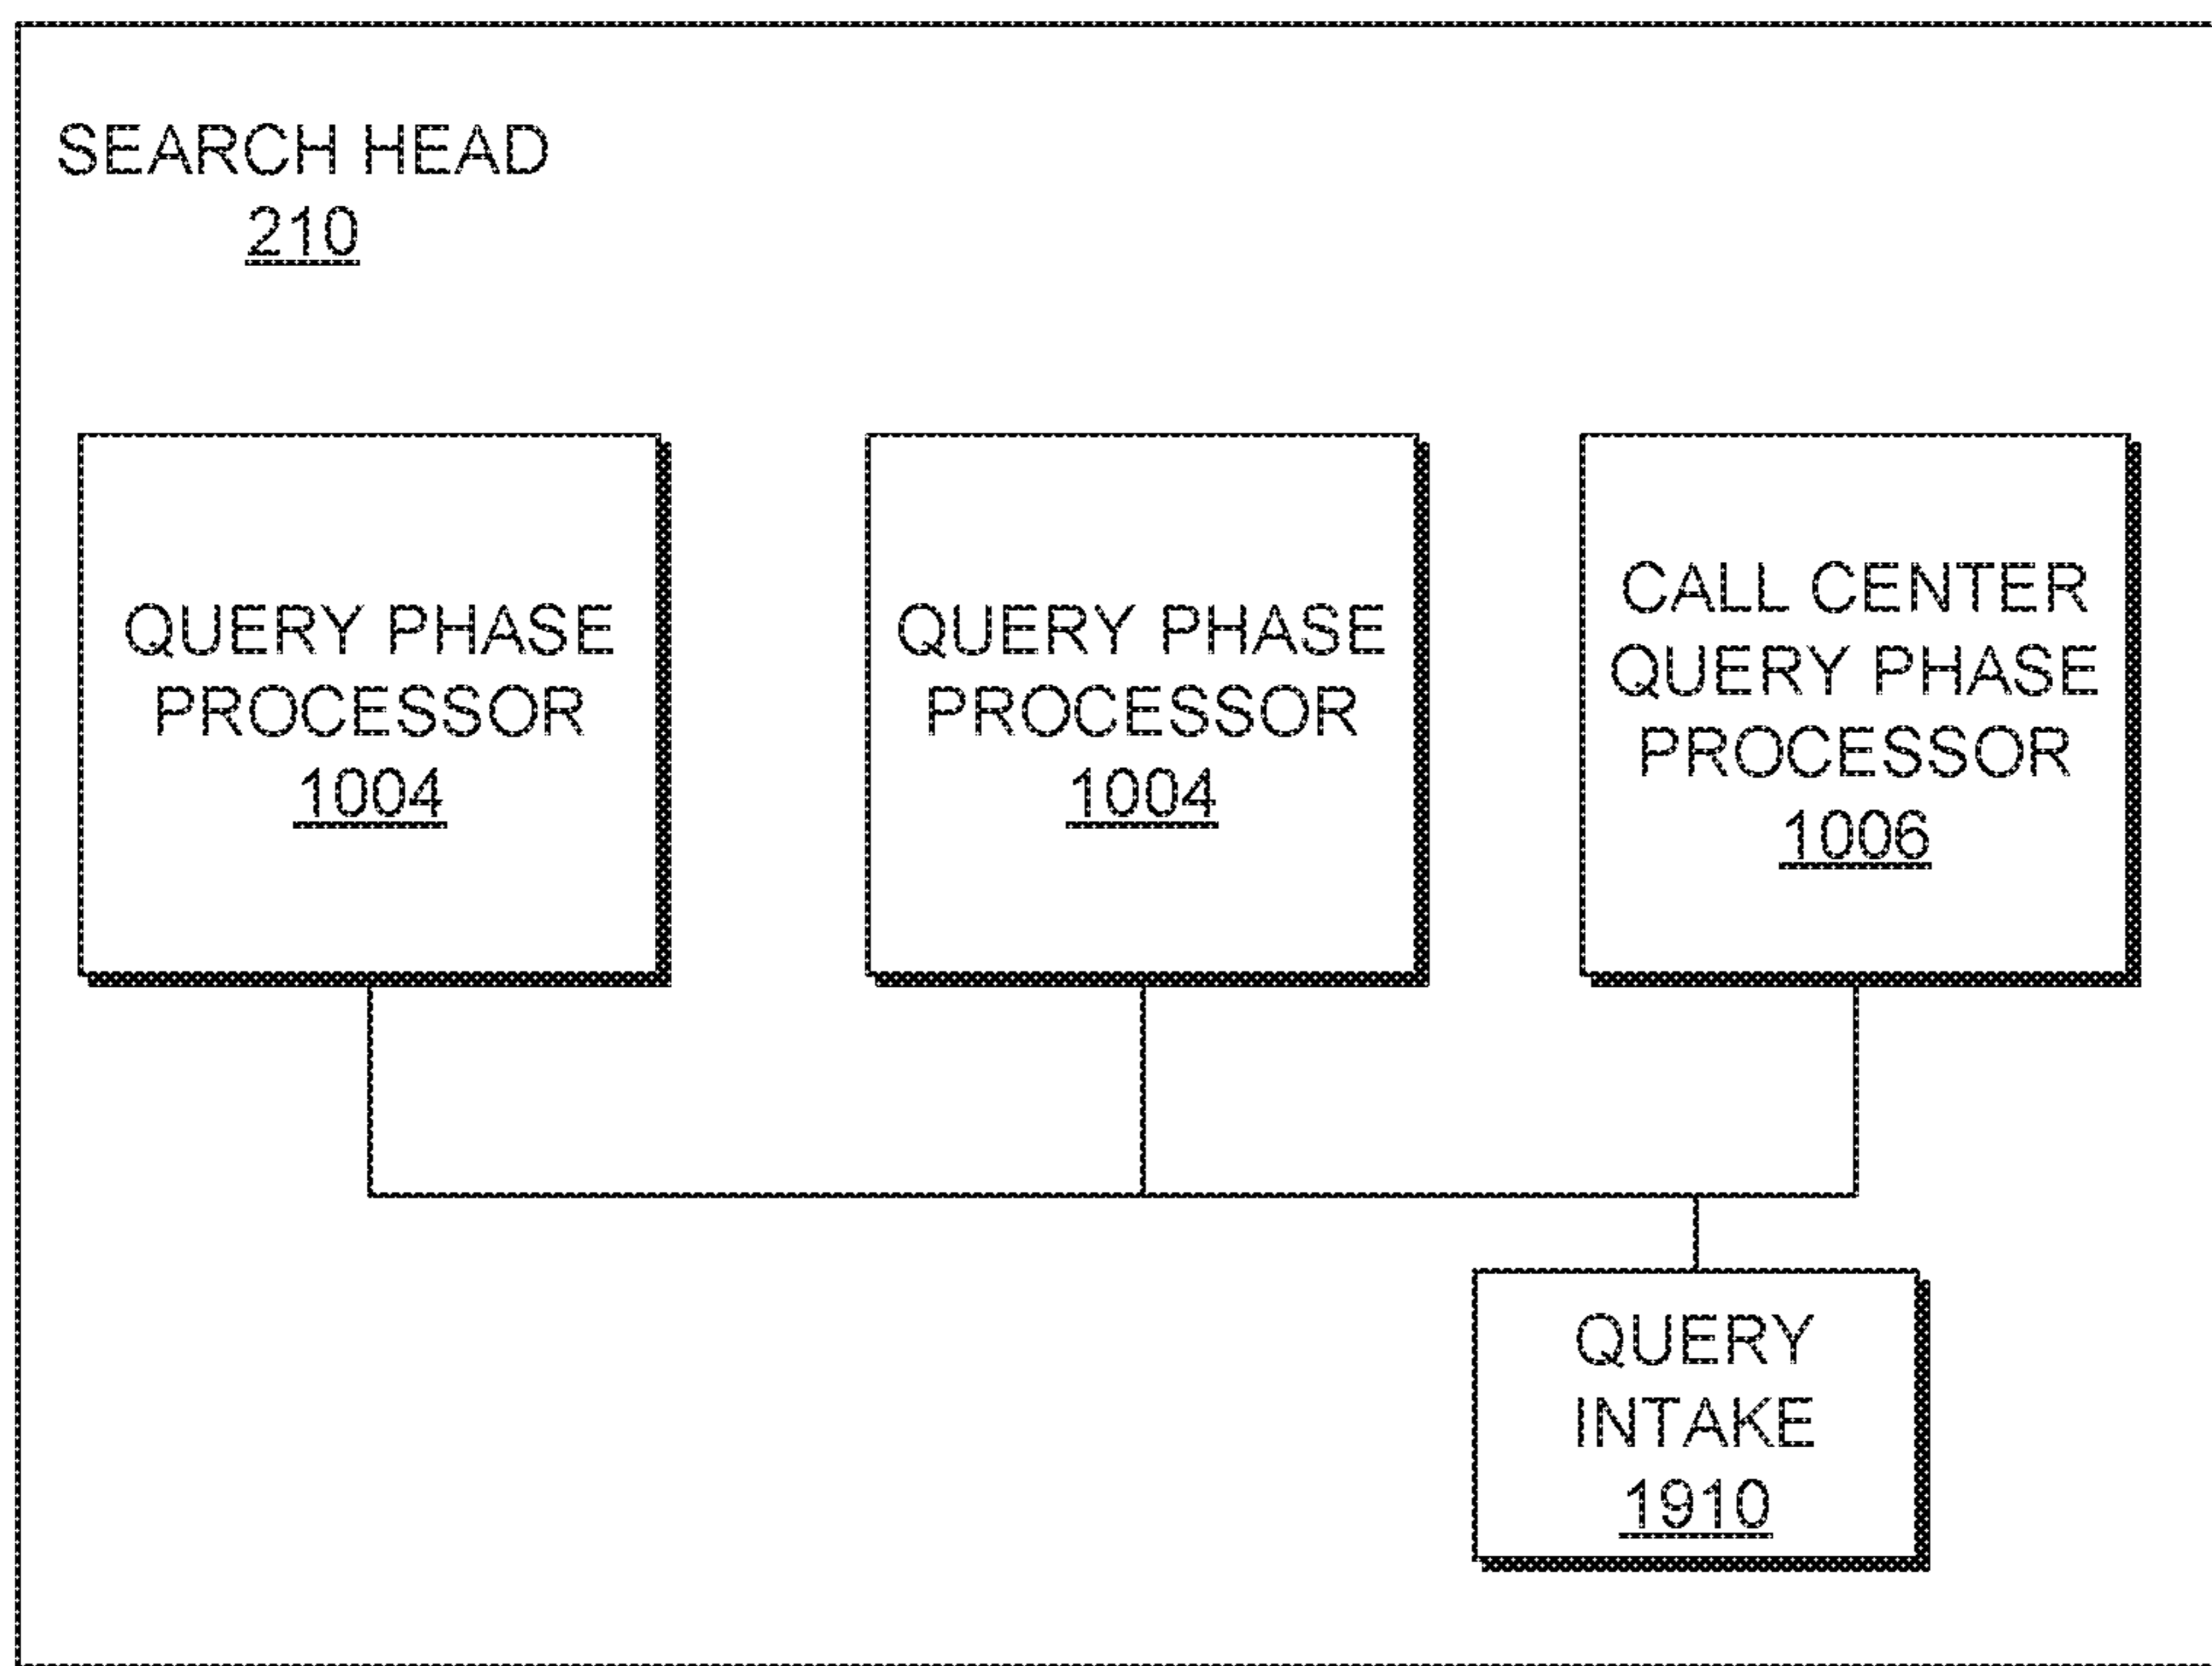 SEARCH HEAD
210
QUERY PHASE
PROCESSOR
1004
QUERY PHASE
PROCESSOR
1004
CALL CENTER
QUERY PHASE
PROCESSOR
1006
QUERY
INTAKE
1910